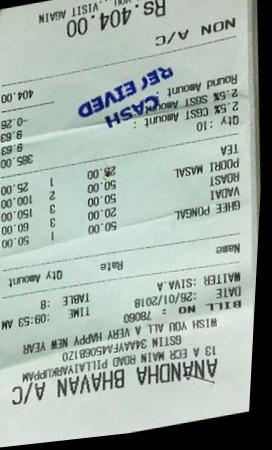 ANANDHA BHAVAN A/C
13 A ECR MAIN ROAD PILLAIYARKUPPAM
GSTIN 34AAYFA4506B1Z0
WISH YOU ALL A VERY HAPPY NEW YEAR
BILL NO : 78060
DATE :26/01/2018 TIME :09:53 AM
WAITER :SIVA.A TABLE :8
Name Rate Qty Amount
GHEE PONGAL 50.00 1 50.00
VADAI 20.00 3 60.00
ROAST 50.00 3 150.00
POORI MASAL 50.00 2 100.00
TEA 25.00 1 25.00
Qty :10 385.00
2.5% CGST Amount : 9.63
2.5% SGST Amount : 9.63
Round Amount : -0.26
404.00
CASH
RECEIVED
NON A/C
Rs.404.00
VISIT AGAIN